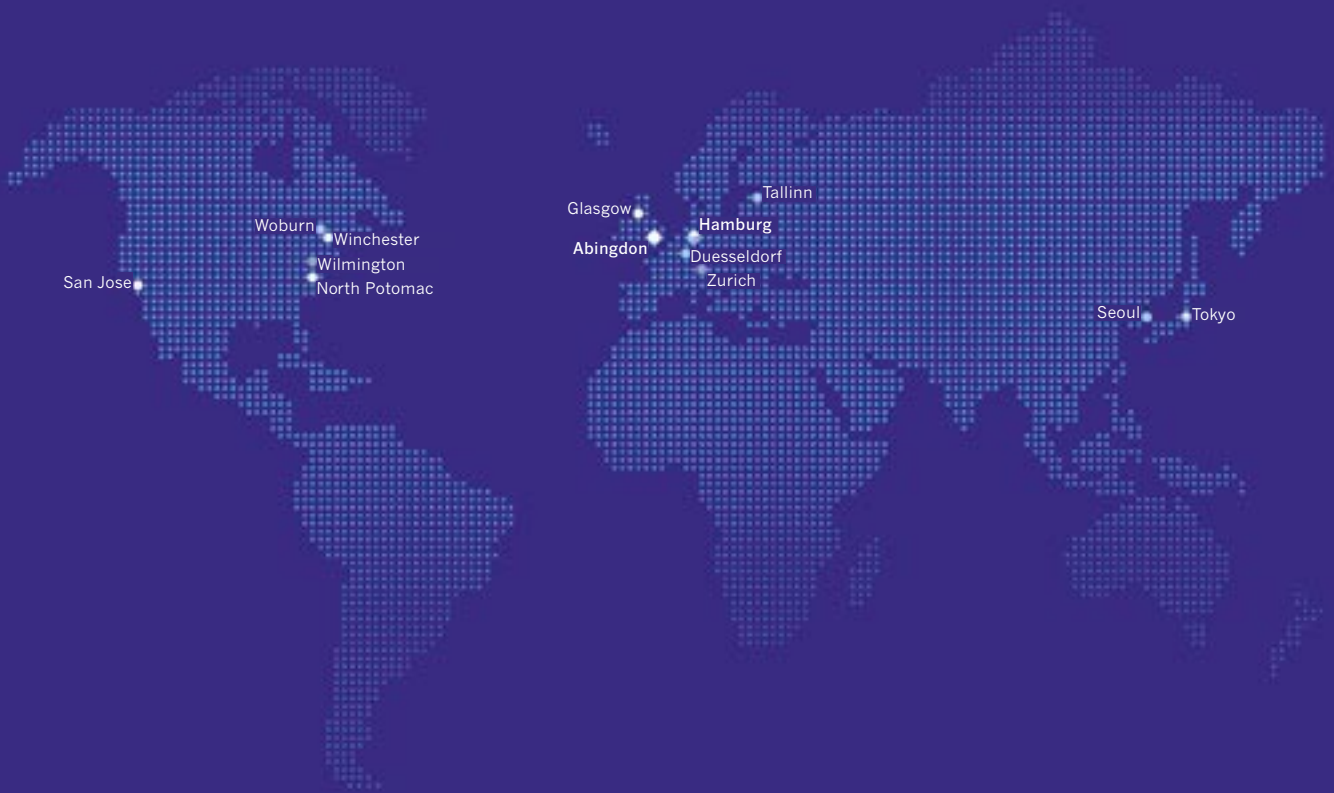 Tallinn
Glasgow
Hamburg
Woburn
Winchester
Abingdon
Duesseldorf
Wilmington
Zurich
San Jose
North Potomac
Seoul
Tokyo